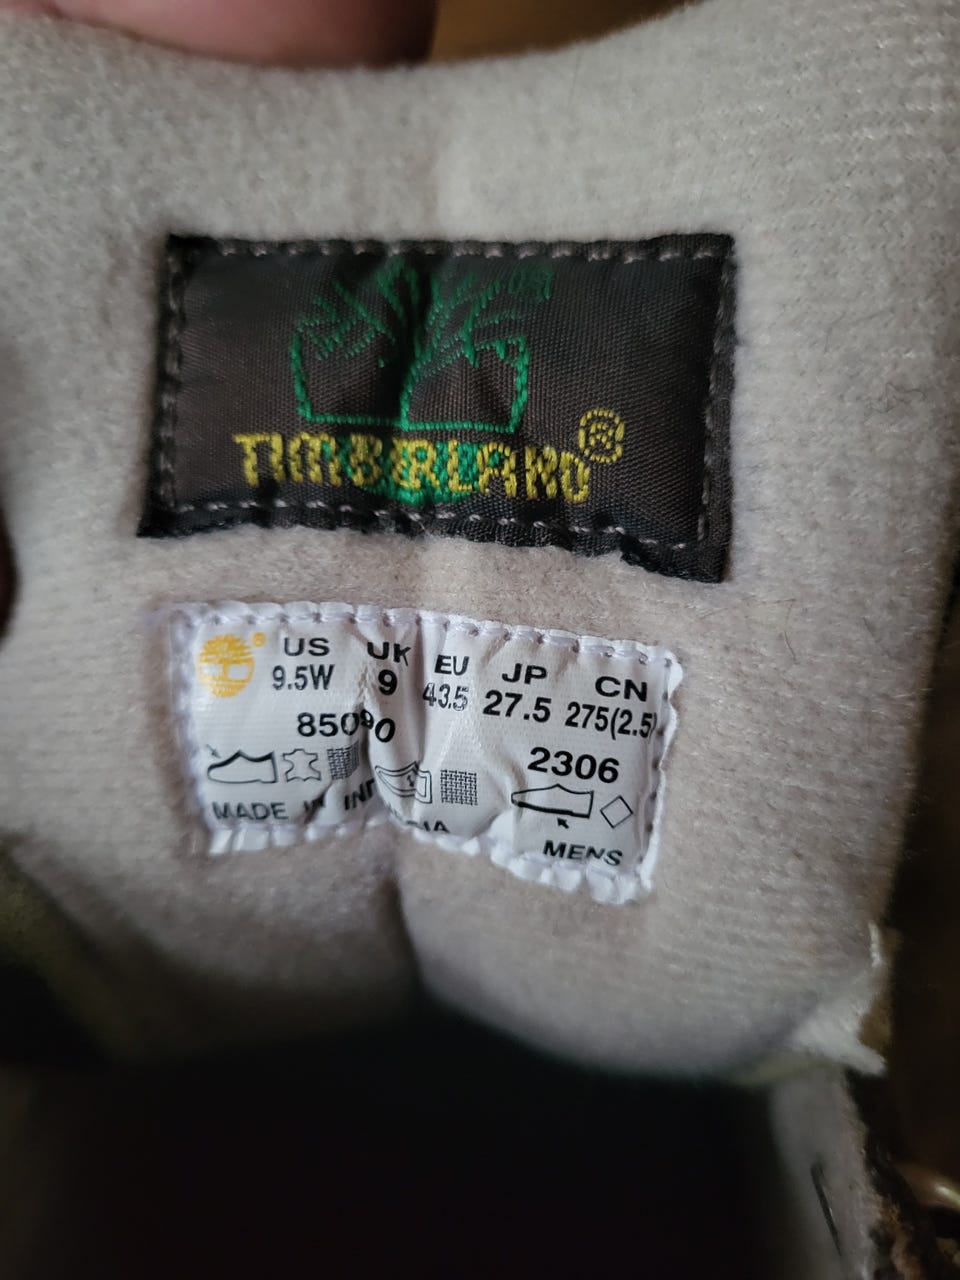 TIMBERLAND®
US UK EU JP CN
9.5W 9 43.5 27.5 275(2.5)
85090 2306
MADE IN INDONESIA
MENS